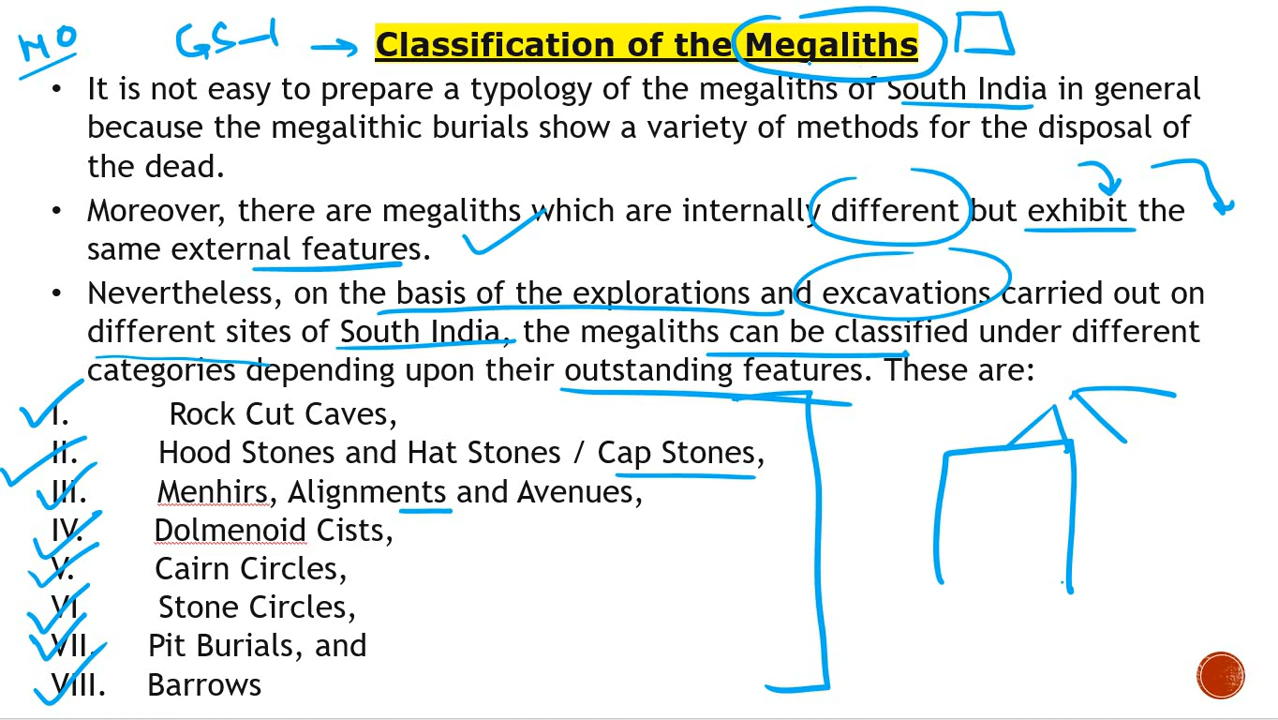 MO GS-1 → Classification of the Megaliths
• It is not easy to prepare a typology of the megaliths of South India in general
because the megalithic burials show a variety of methods for the disposal of
the dead.
• Moreover, there are megaliths which are internally different but exhibit the
same external features.
• Nevertheless, on the basis of the explorations and excavations carried out on
different sites of South India, the megaliths can be classified under different
categories depending upon their outstanding features. These are:
I. Rock Cut Caves,
II. Hood Stones and Hat Stones / Cap Stones,
III. Menhirs, Alignments and Avenues,
IV. Dolmenoid Cists,
V. Cairn Circles,
VI. Stone Circles,
VII. Pit Burials, and
VIII. Barrows